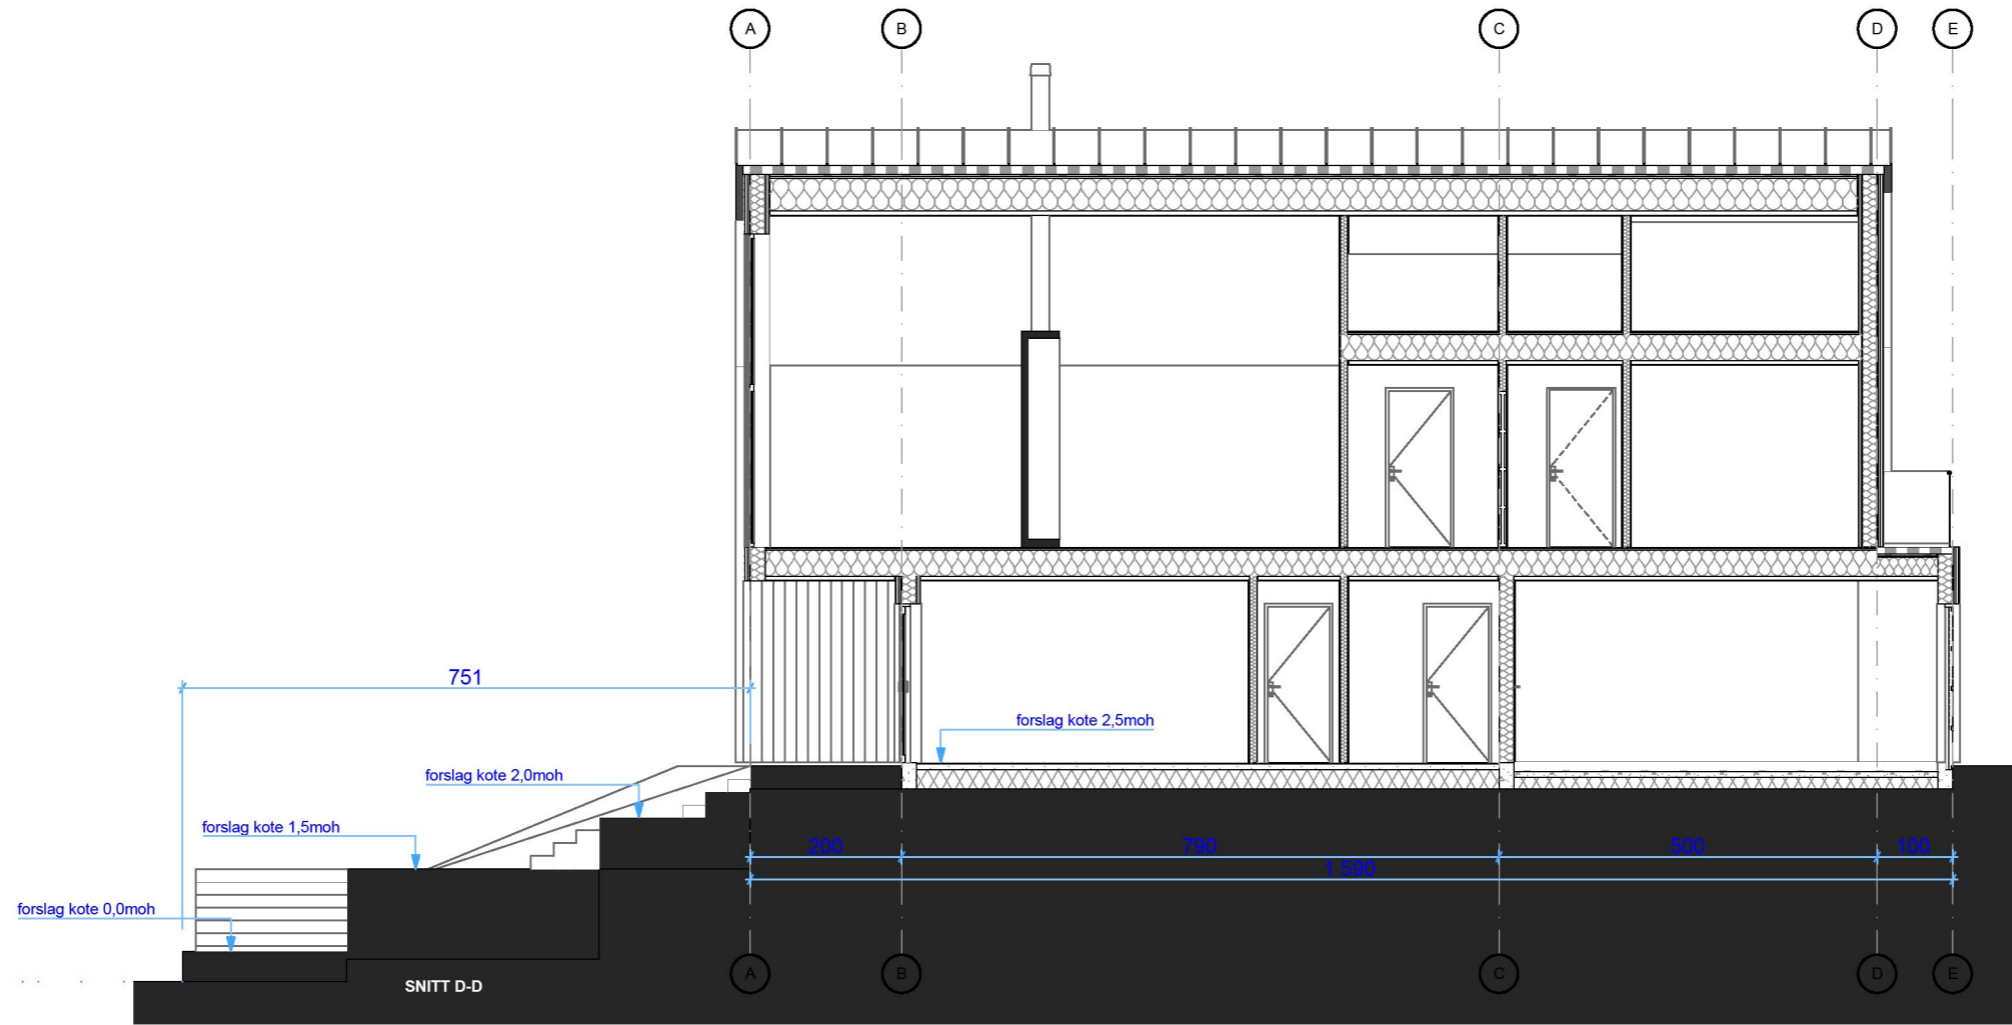 A B C D E
751
forslag kote 2,5moh
forslag kote 2,0moh
forslag kote 1,5moh
200 790 500 100
1 590
forslag kote 0,0moh
A B C D E
SNITT D-D